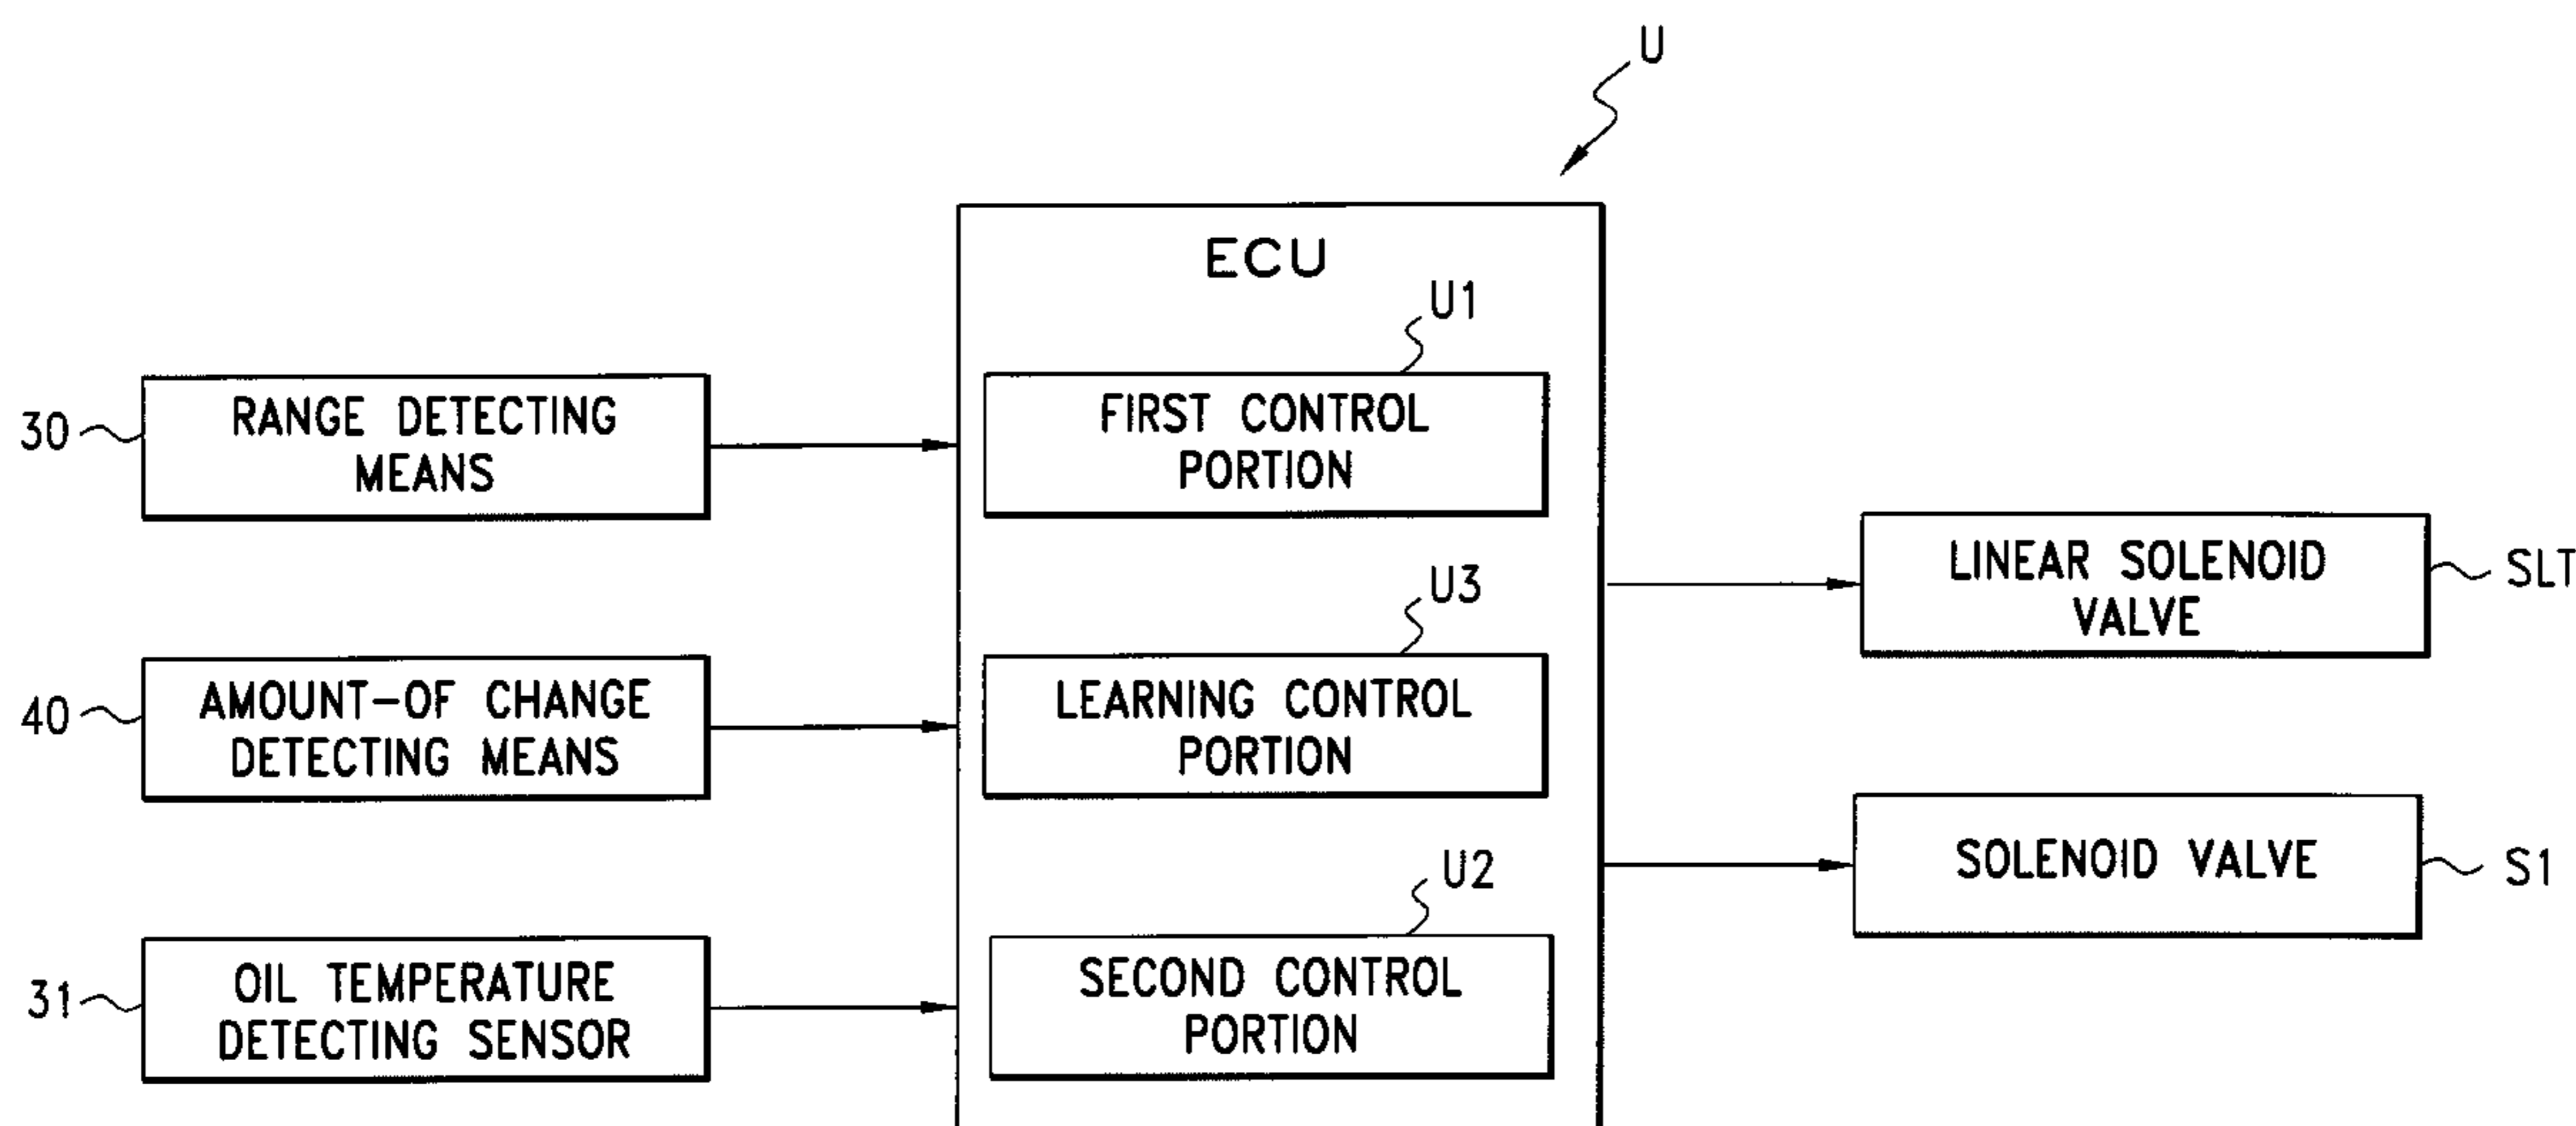 U
ECU
U1
30
RANGE DETECTING
MEANS
FIRST CONTROL
PORTION
U3
LINEAR SOLENOID
VALVE
SLT
40
AMOUNT-OF CHANGE
DETECTING MEANS
LEARNING CONTROL
PORTION
U2
SOLENOID VALVE
S1
31
OIL TEMPERATURE
DETECTING SENSOR
SECOND CONTROL
PORTION